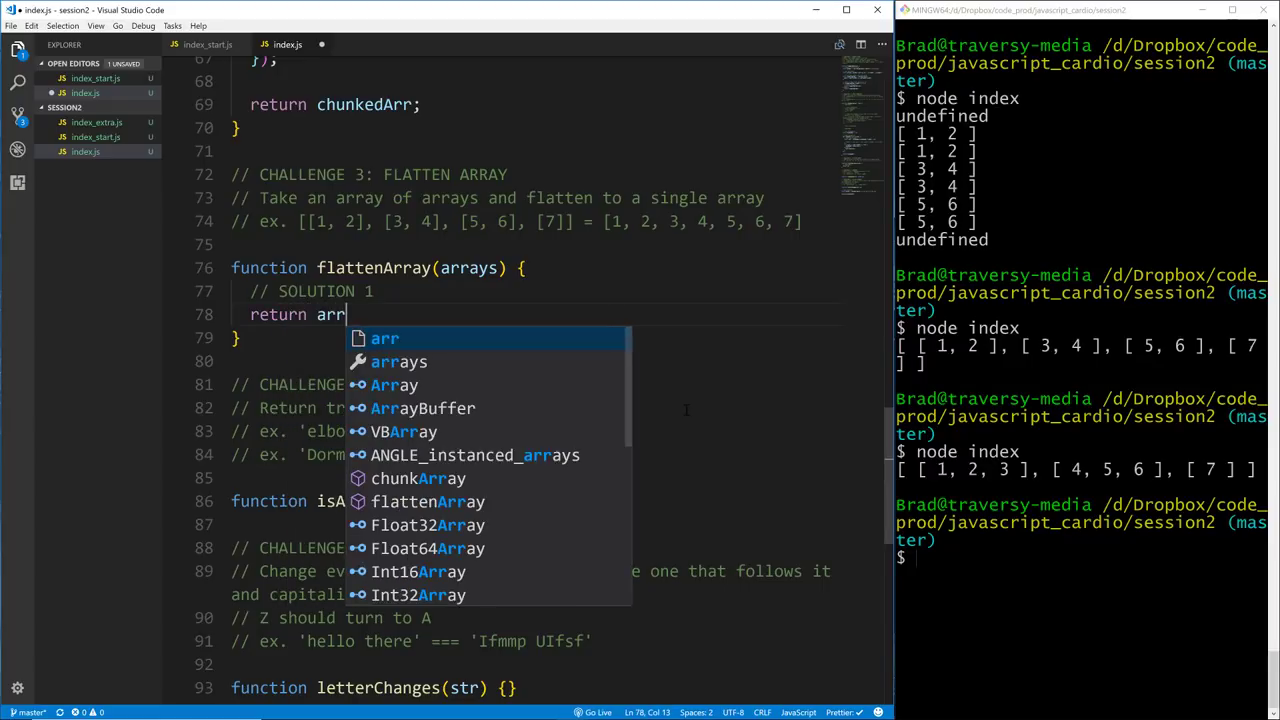 index.js - session2 - Visual Studio Code
File Edit Selection View Go Debug Tasks Help
EXPLORER
OPEN EDITORS 1 UNSAVED
index_start.js U
index.js U
SESSION2
index_extra.js U
index_start.js U
index.js U
index_start.js
index.js
67 });
68
69 return chunkedArr;
70 }
71
72 // CHALLENGE 3: FLATTEN ARRAY
73 // Take an array of arrays and flatten to a single array
74 // ex. [[1, 2], [3, 4], [5, 6], [7]] = [1, 2, 3, 4, 5, 6, 7]
75
76 function flattenArray(arrays) {
77 // SOLUTION 1
78 return arr
79 }
80
81 // CHALLENGE
82 // Return tr
83 // ex. 'elbo
84 // ex. 'Dorm
85
86 function isA
87
88 // CHALLENGE
89 // Change ev e one that follows it
and capitali
90 // Z should turn to A
91 // ex. 'hello there' === 'Ifmmp UIfsf'
92
93 function letterChanges(str) {}
arr
arrays
Array
ArrayBuffer
VBArray
ANGLE_instanced_arrays
chunkArray
flattenArray
Float32Array
Float64Array
Int16Array
Int32Array
master* 0 0
Go Live Ln 78, Col 13 Spaces: 2 UTF-8 CRLF JavaScript Prettier: ✓
MINGW64:/d/Dropbox/code_prod/javascript_cardio/session2
Brad@traversy-media /d/Dropbox/code_
prod/javascript_cardio/session2 (mas
ter)
$ node index
undefined
[ 1, 2 ]
[ 1, 2 ]
[ 3, 4 ]
[ 3, 4 ]
[ 5, 6 ]
[ 5, 6 ]
undefined
Brad@traversy-media /d/Dropbox/code_
prod/javascript_cardio/session2 (mas
ter)
$ node index
[ [ 1, 2 ], [ 3, 4 ], [ 5, 6 ], [ 7
] ]
Brad@traversy-media /d/Dropbox/code_
prod/javascript_cardio/session2 (mas
ter)
$ node index
[ [ 1, 2, 3 ], [ 4, 5, 6 ], [ 7 ] ]
Brad@traversy-media /d/Dropbox/code_
prod/javascript_cardio/session2 (mas
ter)
$